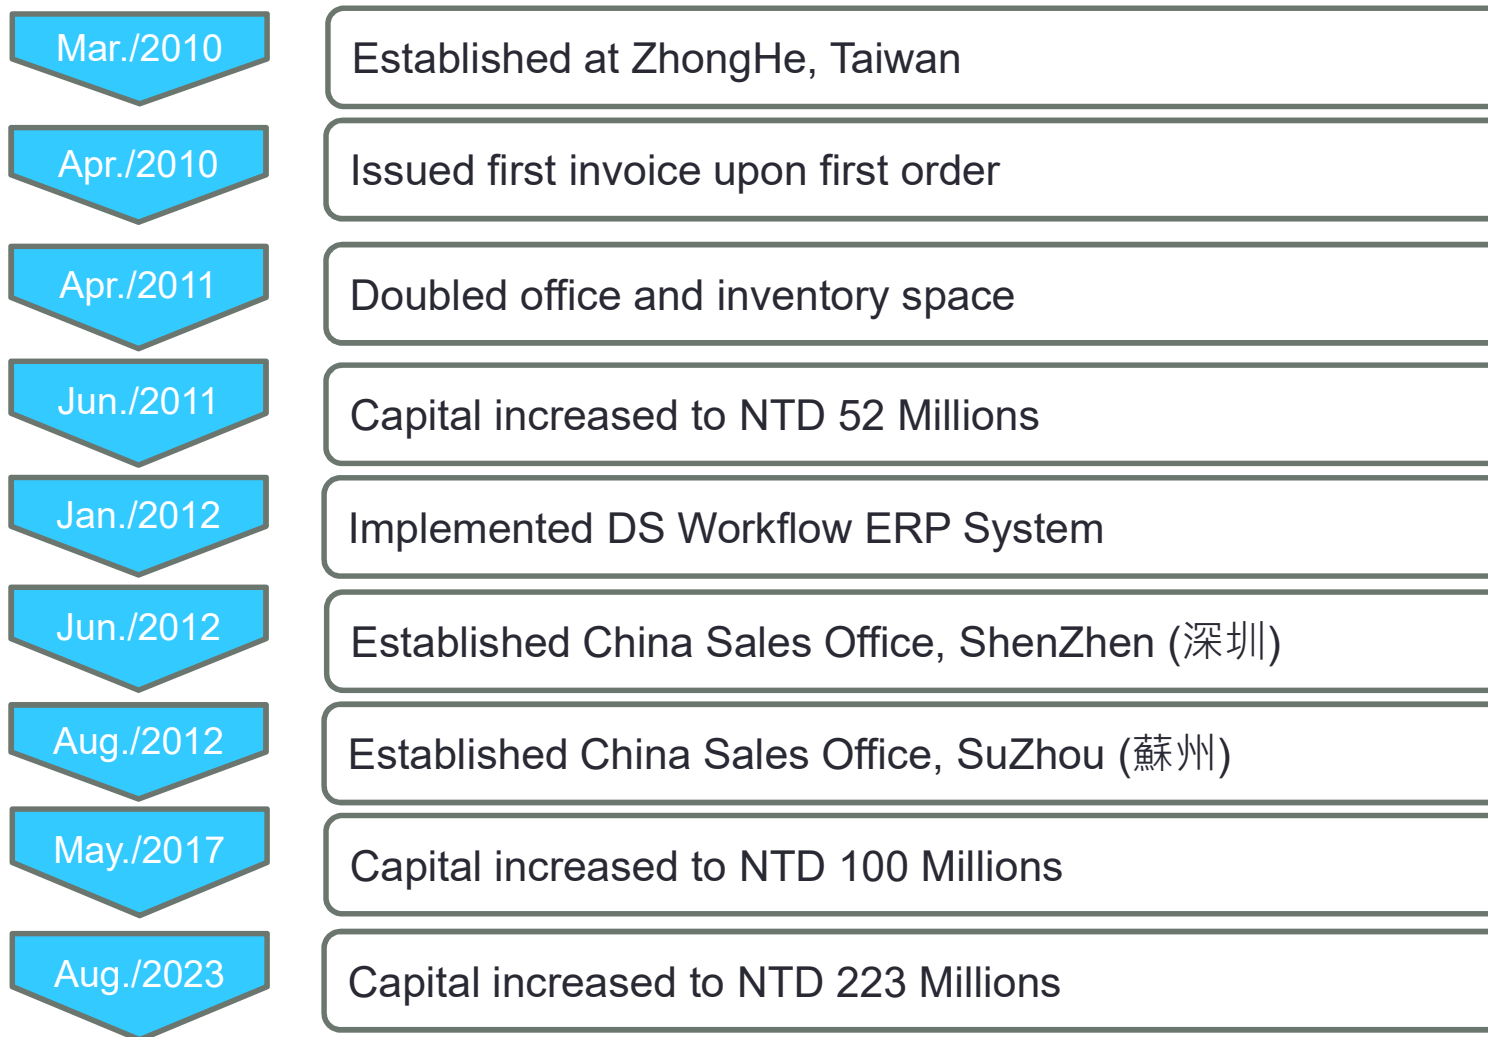 Mar./2010
Established at ZhongHe, Taiwan
Apr./2010
Issued first invoice upon first order
Apr./2011
Doubled office and inventory space
Jun./2011
Capital increased to NTD 52 Millions
Jan./2012
Implemented DS Workflow ERP System
Jun./2012
Established China Sales Office, ShenZhen (深圳)
Aug./2012
Established China Sales Office, SuZhou (蘇州)
May./2017
Capital increased to NTD 100 Millions
Aug./2023
Capital increased to NTD 223 Millions